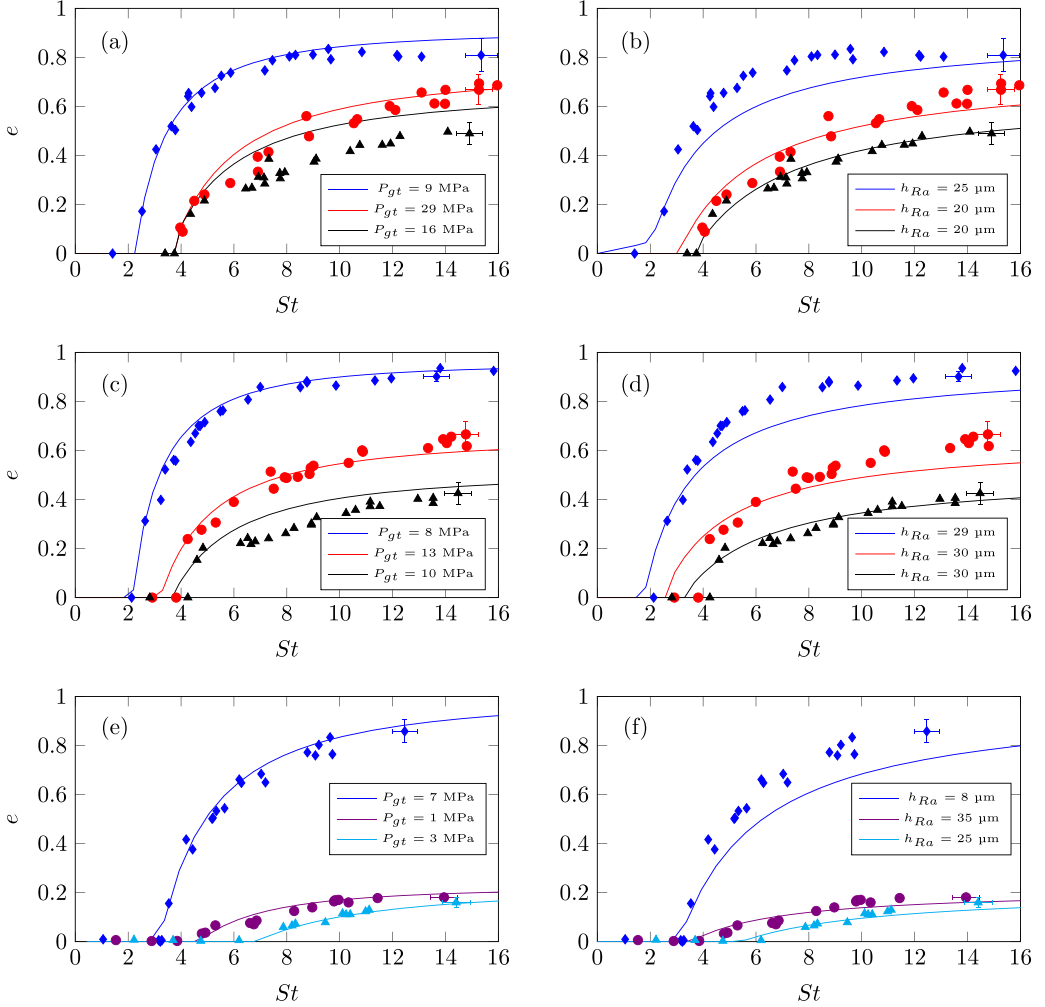 (a)
1
0.8
0.6
0.4
0.2
0
e
P_gt = 9 MPa
P_gt = 29 MPa
P_gt = 16 MPa
0 2 4 6 8 10 12 14 16
St
(b)
1
0.8
0.6
0.4
0.2
0
h_Ra = 25 µm
h_Ra = 20 µm
h_Ra = 20 µm
0 2 4 6 8 10 12 14 16
St
(c)
1
0.8
0.6
0.4
0.2
0
e
P_gt = 8 MPa
P_gt = 13 MPa
P_gt = 10 MPa
0 2 4 6 8 10 12 14 16
St
(d)
1
0.8
0.6
0.4
0.2
0
h_Ra = 29 µm
h_Ra = 30 µm
h_Ra = 30 µm
0 2 4 6 8 10 12 14 16
St
(e)
1
0.8
0.6
0.4
0.2
0
e
P_gt = 7 MPa
P_gt = 1 MPa
P_gt = 3 MPa
0 2 4 6 8 10 12 14 16
St
(f)
1
0.8
0.6
0.4
0.2
0
h_Ra = 8 µm
h_Ra = 35 µm
h_Ra = 25 µm
0 2 4 6 8 10 12 14 16
St